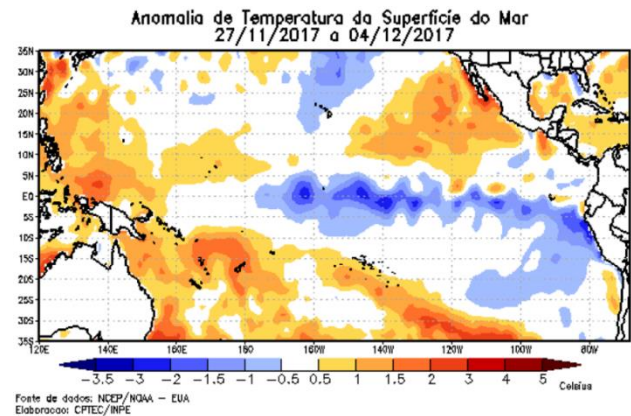 Anomalia de Temperatura da Superfície do Mar
27/11/2017 a 04/12/2017
35N
30N
25N
20N
15N
10N
5N
EQ
5S
10S
15S
20S
25S
30S
35S
120E 140E 160E 180 160W 140W 120W 100W 80W
-3.5 -3 -2 -1.5 -1 -0.5 0.5 1 1.5 2 2.5 3 4 5
Celsius
Fonte de dados: NCEP/NOAA - EUA
Elaboracao: CPTEC/INPE